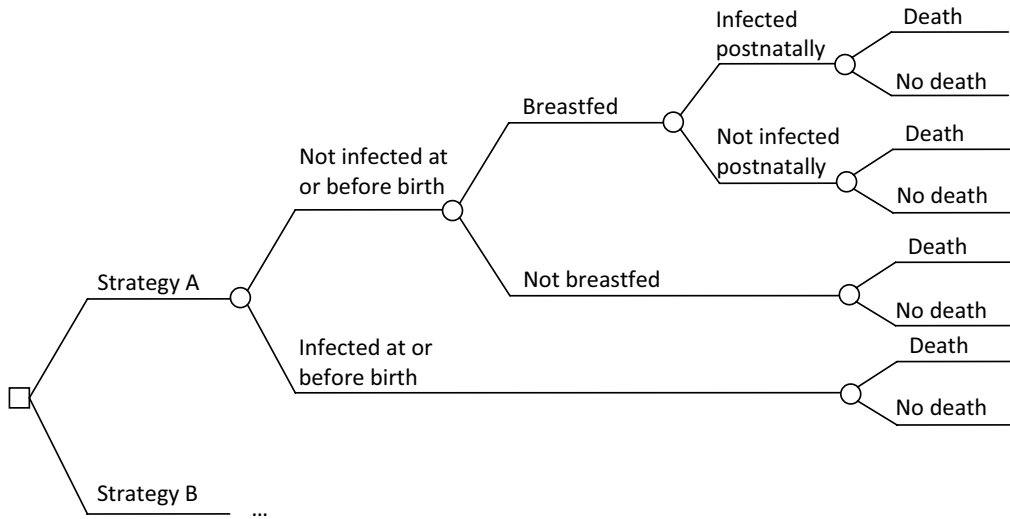 Infected
postnatally
Death
No death
Breastfed
Not infected
postnatally
Death
No death
Not infected at
or before birth
Not breastfed
Death
No death
Strategy A
Infected at or
before birth
Death
No death
Strategy B
...